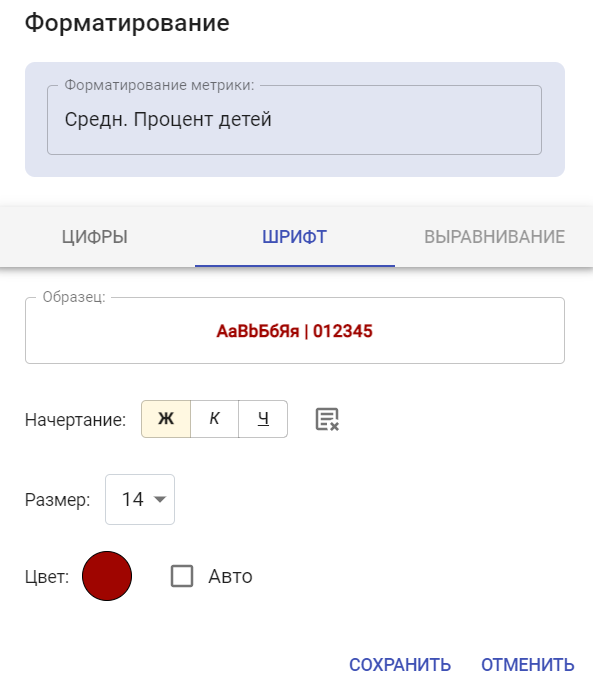 Форматирование
Форматирование метрики:
Средн. Процент детей
ЦИФРЫ ШРИФТ ВЫРАВНИВАНИЕ
Образец:
AaBbБбЯя | 012345
Начертание: Ж К Ч
Размер: 14
Цвет: Авто
СОХРАНИТЬ ОТМЕНИТЬ